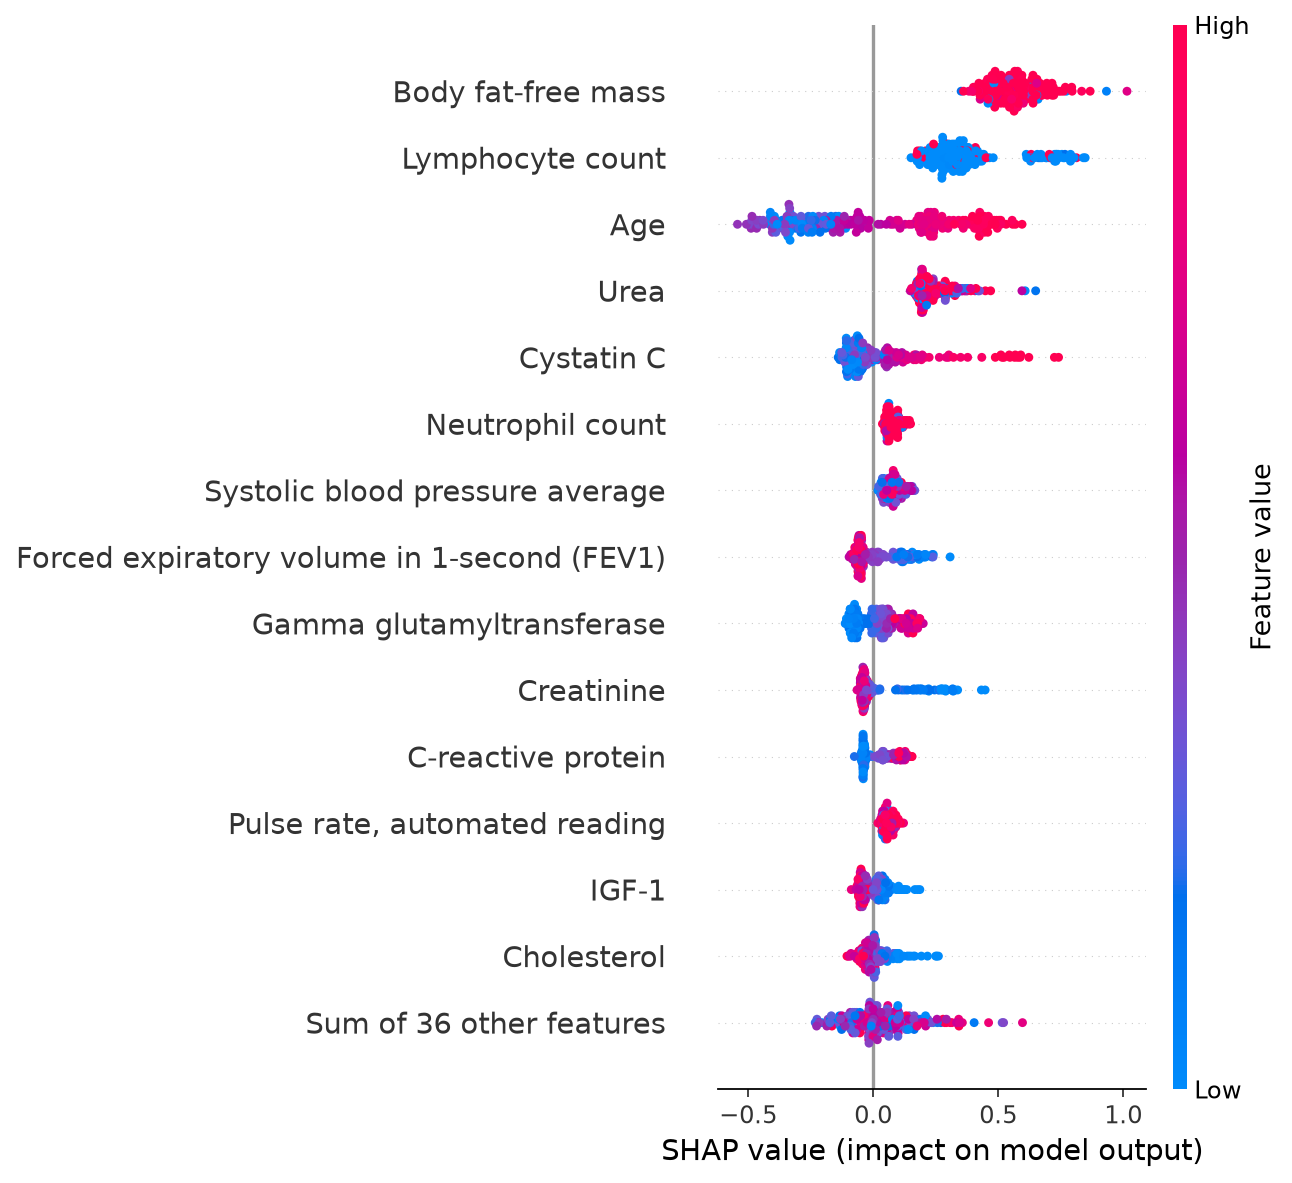 High
Body fat-free mass
Lymphocyte count
Age
Urea
Cystatin C
Neutrophil count
Systolic blood pressure average
Forced expiratory volume in 1-second (FEV1)
Gamma glutamyltransferase
Creatinine
C-reactive protein
Pulse rate, automated reading
IGF-1
Cholesterol
Sum of 36 other features
Feature value
Low
−0.5 0.0 0.5 1.0
SHAP value (impact on model output)